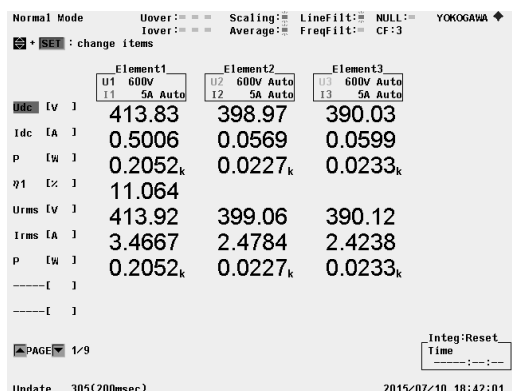 Normal Mode Uover:= = = Scaling:■ LineFilt:■ NULL:= YOKOGAWA ◆
Iover:= = = Average:■ FreqFilt:= CF:3
+ SET : change items
Element1 Element2 Element3
U1 600V U2 600V Auto U3 600V Auto
I1 5A Auto I2 5A Auto I3 5A Auto
Udc [V ] 413.83 398.97 390.03
Idc [A ] 0.5006 0.0569 0.0599
P [W ] 0.2052k 0.0227k 0.0233k
η1 [% ] 11.064
Urms [V ] 413.92 399.06 390.12
Irms [A ] 3.4667 2.4784 2.4238
P [W ] 0.2052k 0.0227k 0.0233k
-----[ ]
-----[ ]
▲PAGE▼ 1/9
Integ:Reset
Time
-----:--:--
Update 305(200msec) 2015/07/10 18:42:01